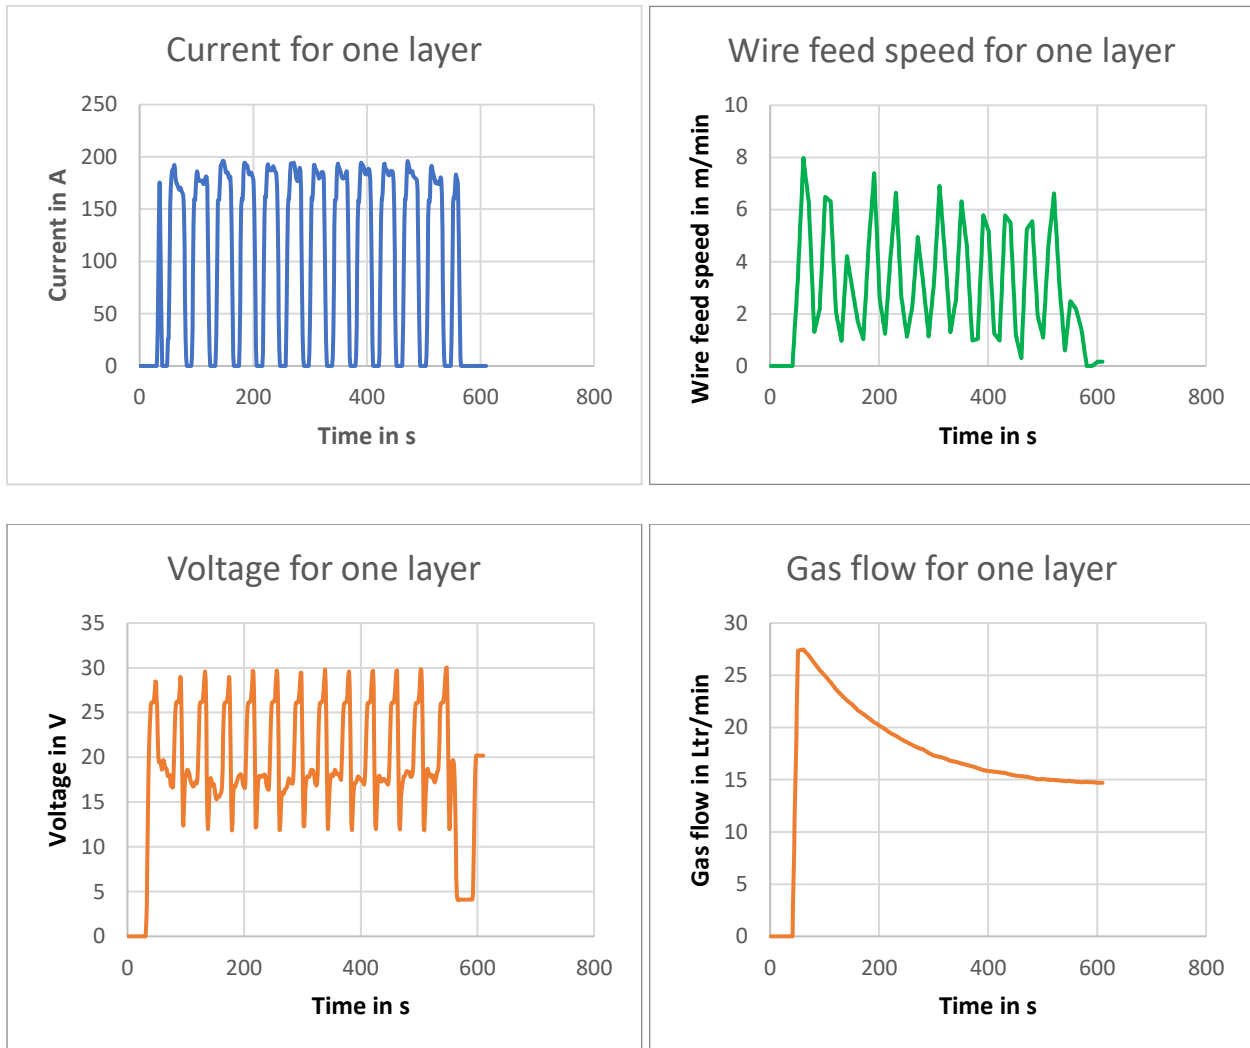 Current for one layer
250
200
150
100
50
0
Current in A
0 200 400 600 800
Time in s
Wire feed speed for one layer
10
8
6
4
2
0
Wire feed speed in m/min
0 200 400 600 800
Time in s
Voltage for one layer
35
30
25
20
15
10
5
0
Voltage in V
0 200 400 600 800
Time in s
Gas flow for one layer
30
25
20
15
10
5
0
Gas flow in Ltr/min
0 200 400 600 800
Time in s